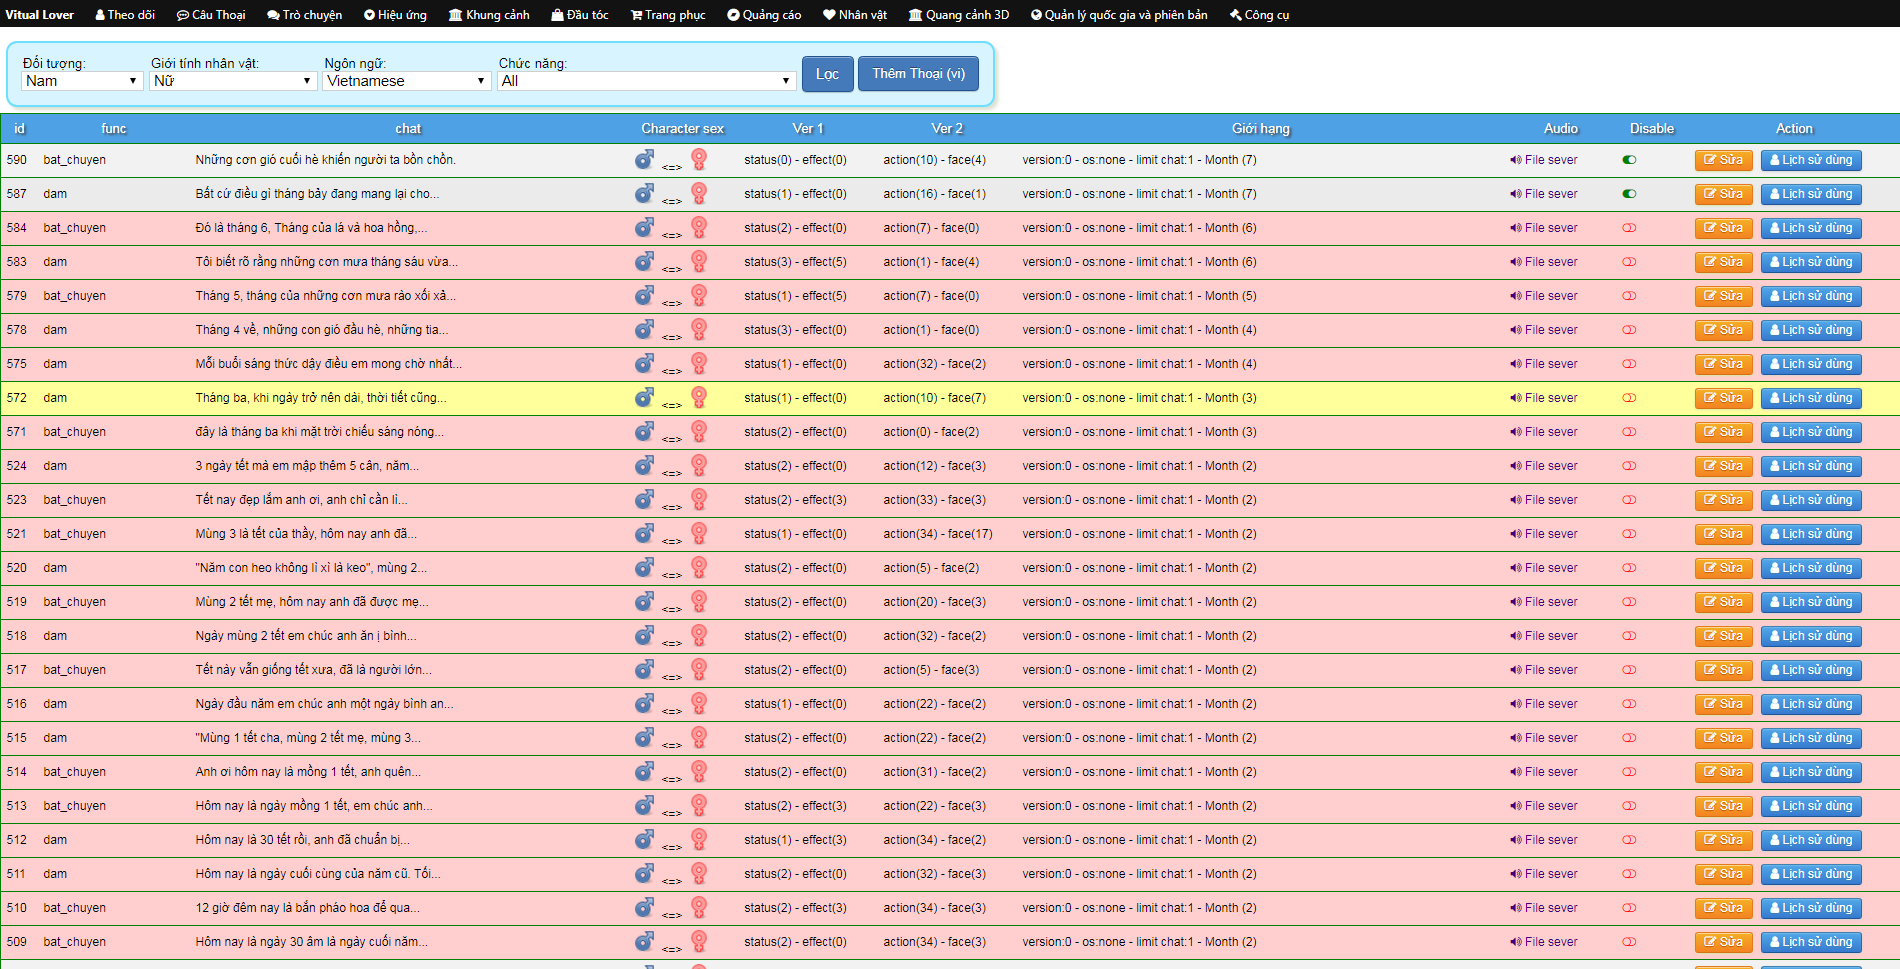 Vitual Lover Theo dõi Câu Thoại Trò chuyện Hiệu ứng Khung cảnh Đầu tóc Trang phục Quảng cáo Nhân vật Quang cảnh 3D Quản lý quốc gia và phiên bản Công cụ
Đối tượng: Giới tính nhân vật: Ngôn ngữ: Chức năng:
Nam Nữ Vietnamese All Lọc Thêm Thoại (vi)
id func chat Character sex Ver 1 Ver 2 Giới hạng Audio Disable Action
590 bat_chuyen Những cơn gió cuối hè khiến người ta bồn chồn. <=> status(0) - effect(0) action(10) - face(4) version:0 - os:none - limit chat:1 - Month (7) File sever Sửa Lịch sử dùng
587 dam Bất cứ điều gì tháng bảy đang mang lại cho... <=> status(1) - effect(0) action(16) - face(1) version:0 - os:none - limit chat:1 - Month (7) File sever Sửa Lịch sử dùng
584 bat_chuyen Đó là tháng 6, Tháng của lá và hoa hồng,... <=> status(2) - effect(0) action(7) - face(0) version:0 - os:none - limit chat:1 - Month (6) File sever Sửa Lịch sử dùng
583 dam Tôi biết rõ rằng những cơn mưa tháng sáu vừa... <=> status(3) - effect(5) action(1) - face(4) version:0 - os:none - limit chat:1 - Month (6) File sever Sửa Lịch sử dùng
579 bat_chuyen Tháng 5, tháng của những cơn mưa rào xối xả... <=> status(1) - effect(5) action(7) - face(0) version:0 - os:none - limit chat:1 - Month (5) File sever Sửa Lịch sử dùng
578 dam Tháng 4 về, những con gió đầu hè, những tia... <=> status(3) - effect(0) action(1) - face(0) version:0 - os:none - limit chat:1 - Month (4) File sever Sửa Lịch sử dùng
575 dam Mỗi buổi sáng thức dậy điều em mong chờ nhất... <=> status(1) - effect(0) action(32) - face(2) version:0 - os:none - limit chat:1 - Month (4) File sever Sửa Lịch sử dùng
572 dam Tháng ba, khi ngày trở nên dài, thời tiết cũng... <=> status(1) - effect(0) action(10) - face(7) version:0 - os:none - limit chat:1 - Month (3) File sever Sửa Lịch sử dùng
571 bat_chuyen đây là tháng ba khi mặt trời chiếu sáng nóng... <=> status(2) - effect(0) action(0) - face(2) version:0 - os:none - limit chat:1 - Month (3) File sever Sửa Lịch sử dùng
524 dam 3 ngày tết mà em mập thêm 5 cân, năm... <=> status(2) - effect(0) action(12) - face(3) version:0 - os:none - limit chat:1 - Month (2) File sever Sửa Lịch sử dùng
523 bat_chuyen Tết nay đẹp lắm anh ơi, anh chỉ cần lì... <=> status(2) - effect(3) action(33) - face(3) version:0 - os:none - limit chat:1 - Month (2) File sever Sửa Lịch sử dùng
521 bat_chuyen Mùng 3 là tết của thầy, hôm nay anh đã... <=> status(1) - effect(0) action(34) - face(17) version:0 - os:none - limit chat:1 - Month (2) File sever Sửa Lịch sử dùng
520 dam "Năm con heo không lì xì là keo", mùng 2... <=> status(2) - effect(0) action(5) - face(2) version:0 - os:none - limit chat:1 - Month (2) File sever Sửa Lịch sử dùng
519 bat_chuyen Mùng 2 tết mẹ, hôm nay anh đã được mẹ... <=> status(2) - effect(0) action(20) - face(3) version:0 - os:none - limit chat:1 - Month (2) File sever Sửa Lịch sử dùng
518 dam Ngày mùng 2 tết em chúc anh ăn ị bình... <=> status(2) - effect(0) action(32) - face(2) version:0 - os:none - limit chat:1 - Month (2) File sever Sửa Lịch sử dùng
517 bat_chuyen Tết này vẫn giống tết xưa, đã là người lớn... <=> status(2) - effect(0) action(5) - face(3) version:0 - os:none - limit chat:1 - Month (2) File sever Sửa Lịch sử dùng
516 dam Ngày đầu năm em chúc anh một ngày bình an... <=> status(1) - effect(0) action(22) - face(2) version:0 - os:none - limit chat:1 - Month (2) File sever Sửa Lịch sử dùng
515 dam "Mùng 1 tết cha, mùng 2 tết mẹ, mùng 3... <=> status(2) - effect(0) action(22) - face(2) version:0 - os:none - limit chat:1 - Month (2) File sever Sửa Lịch sử dùng
514 bat_chuyen Anh ơi hôm nay là mồng 1 tết, anh quên... <=> status(2) - effect(0) action(31) - face(2) version:0 - os:none - limit chat:1 - Month (2) File sever Sửa Lịch sử dùng
513 bat_chuyen Hôm nay là ngày mồng 1 tết, em chúc anh... <=> status(2) - effect(3) action(22) - face(3) version:0 - os:none - limit chat:1 - Month (2) File sever Sửa Lịch sử dùng
512 dam Hôm nay là 30 tết rồi, anh đã chuẩn bị... <=> status(1) - effect(3) action(34) - face(2) version:0 - os:none - limit chat:1 - Month (2) File sever Sửa Lịch sử dùng
511 dam Hôm nay là ngày cuối cùng của năm cũ. Tối... <=> status(2) - effect(0) action(32) - face(3) version:0 - os:none - limit chat:1 - Month (2) File sever Sửa Lịch sử dùng
510 bat_chuyen 12 giờ đêm nay là bắn pháo hoa để qua... <=> status(2) - effect(3) action(34) - face(3) version:0 - os:none - limit chat:1 - Month (2) File sever Sửa Lịch sử dùng
509 bat_chuyen Hôm nay là ngày 30 âm là ngày cuối năm... <=> status(2) - effect(0) action(34) - face(3) version:0 - os:none - limit chat:1 - Month (2) File sever Sửa Lịch sử dùng